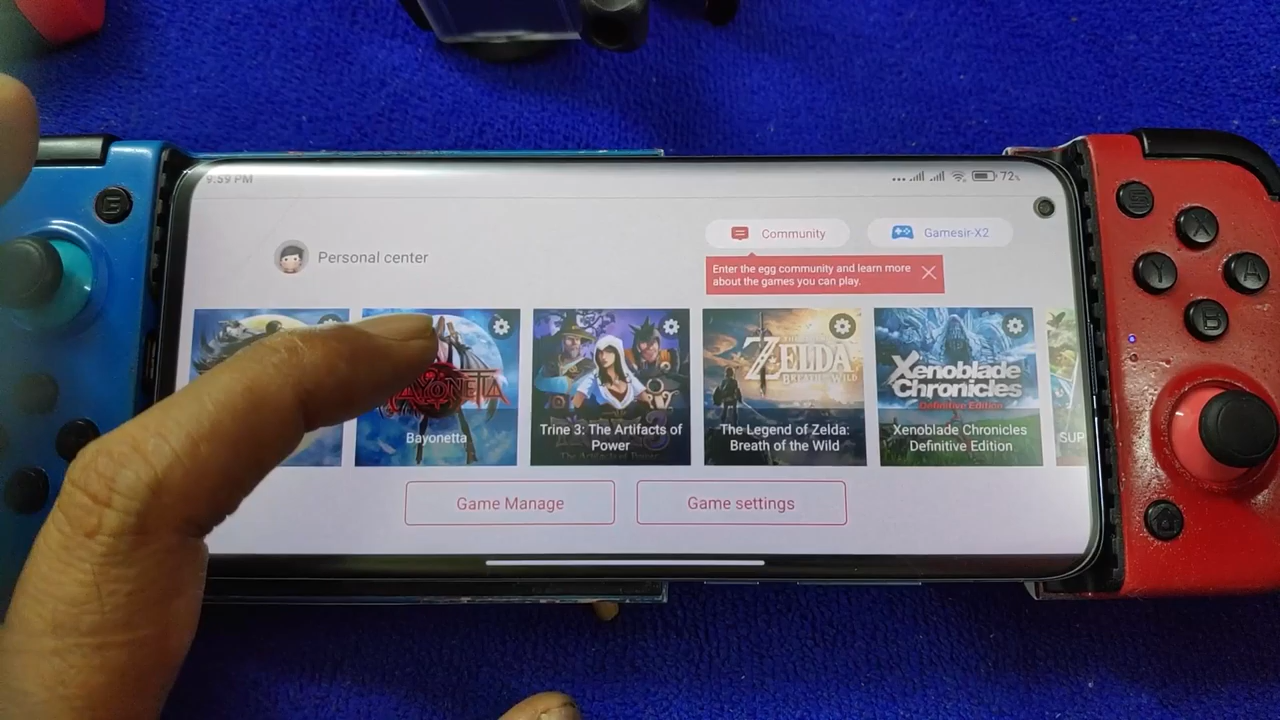 9:59 PM
72%
Personal center
Community
Gamesir-X2
Enter the egg community and learn more
about the games you can play.
BAYONETTA
Bayonetta
Trine 3: The Artifacts of
Power
ZELDA
BREATH OF THE WILD
The Legend of Zelda:
Breath of the Wild
Xenoblade
Chronicles
Definitive Edition
Xenoblade Chronicles
Definitive Edition
SUP
Game Manage
Game settings
X
Y
A
B